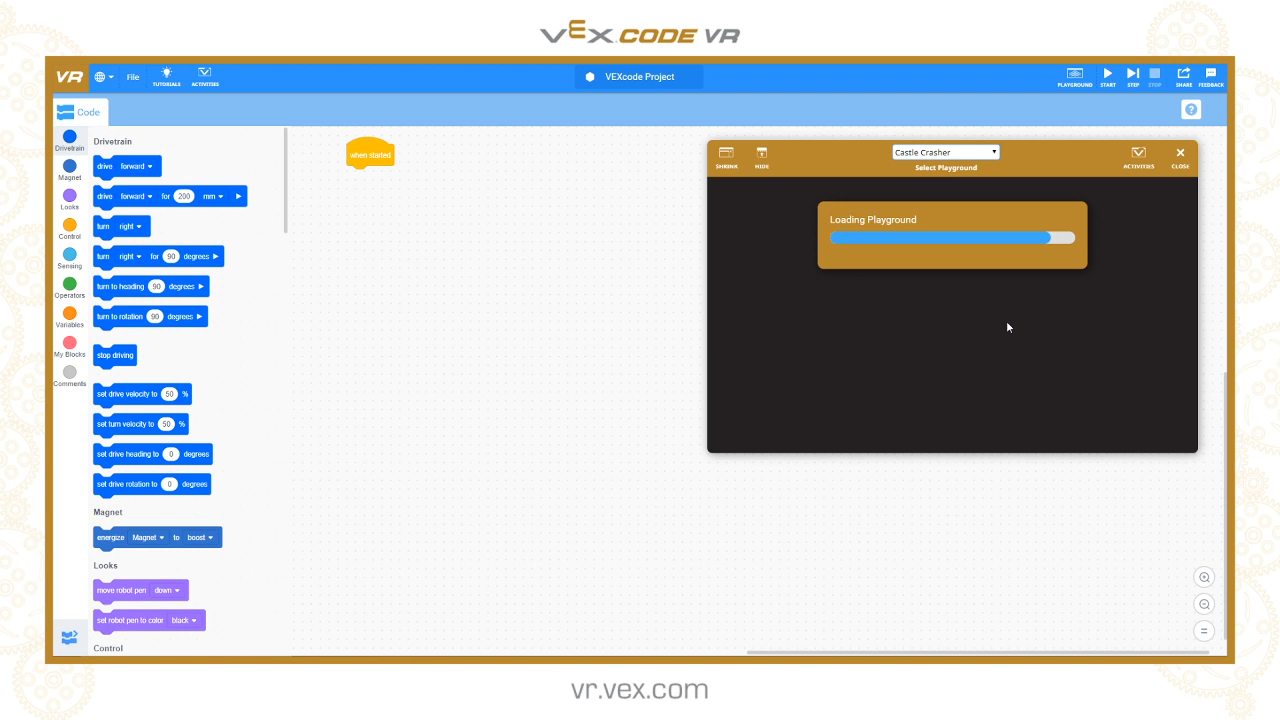 VEX.CODE VR
VR File TUTORIALS ACTIVITIES VEXcode Project PLAYGROUND START STEP STOP SHARE FEEDBACK
Code ?
Drivetrain
Magnet
Looks
Control
Sensing
Operators
Variables
My Blocks
Comments
Drivetrain
drive forward
drive forward for 200 mm
turn right
turn right for 90 degrees
turn to heading 90 degrees
turn to rotation 90 degrees
stop driving
set drive velocity to 50 %
set turn velocity to 50 %
set drive heading to 0 degrees
set drive rotation to 0 degrees
Magnet
energize Magnet to boost
Looks
move robot pen down
set robot pen to color black
Control
when started
SHRINK HIDE Castle Crasher ACTIVITIES CLOSE
Select Playground
Loading Playground
vr.vex.com